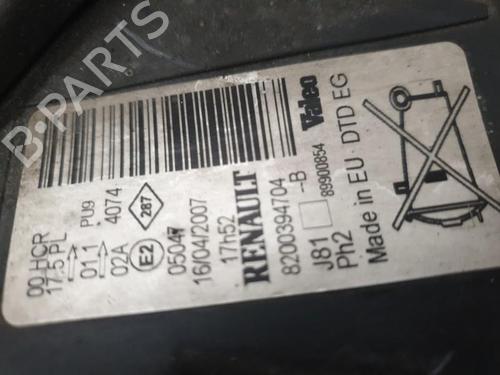 B-PARTS
00 HCR
17.5 PL
01.1
02A
PU9
4074
287
E2
05047
16/04/2007
17h52
RENAULT
8200394704
--B
J81
89900854
Valeo
Ph2
Made in EU · DTD EG